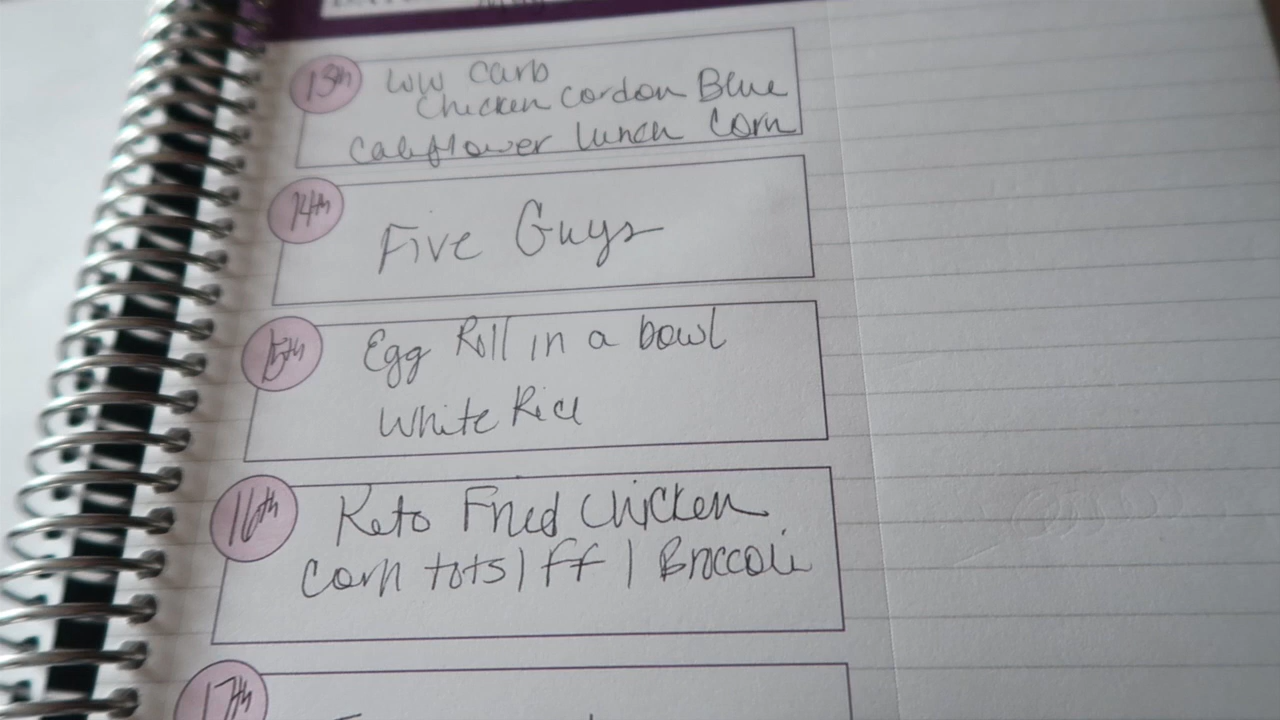 13th
Low Carb
Chicken Cordon Blue
Caluflower lunch Corn
14th
Five Guys
15th
Egg Roll in a bowl
White Rice
16th
Keto Fried Chicken
Corn tots | ff | Broccoli
17th